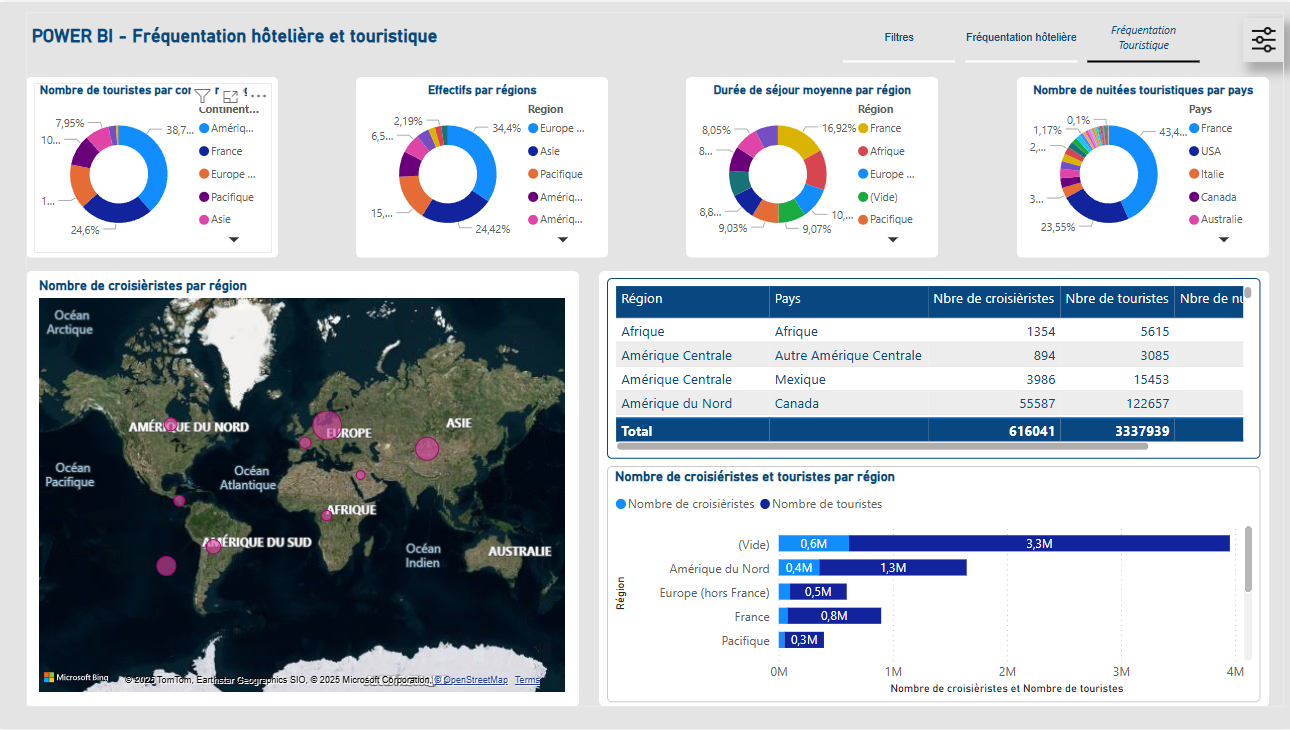 POWER BI - Fréquentation hôtelière et touristique
Filtres
Fréquentation hôtelière
Fréquentation
Touristique
Nombre de touristes par
Continent...
7,95%
38,7...
10...
1...
24,6%
Amériq...
France
Europe ...
Pacifique
Asie
Effectifs par régions
Region
2,19%
34,4%
6,5...
15,...
24,42%
Europe ...
Asie
Pacifique
Amériq...
Amériq...
Durée de séjour moyenne par région
Région
8,05%
16,92%
8...
8,8...
10,...
9,03%
9,07%
France
Afrique
Europe ...
(Vide)
Pacifique
Nombre de nuitées touristiques par pays
Pays
0,1%
1,17%
43,4...
2,...
3...
23,55%
France
USA
Italie
Canada
Australie
Nombre de croisièristes par région
Océan
Arctique
AMÉRIQUE DU NORD
EUROPE
ASIE
Océan
Pacifique
Océan
Atlantique
AFRIQUE
AMÉRIQUE DU SUD
Océan
Indien
AUSTRALIE
Microsoft Bing
© 2025 TomTom, Earthstar Geographics SIO, © 2025 Microsoft Corporation, © OpenStreetMap Terms
Région Pays Nbre de croisièristes Nbre de touristes Nbre de nu
Afrique Afrique 1354 5615
Amérique Centrale Autre Amérique Centrale 894 3085
Amérique Centrale Mexique 3986 15453
Amérique du Nord Canada 55587 122657
Total 616041 3337939
Nombre de croisiéristes et touristes par région
Nombre de croisièristes Nombre de touristes
Région
(Vide) 0,6M 3,3M
Amérique du Nord 0,4M 1,3M
Europe (hors France) 0,5M
France 0,8M
Pacifique 0,3M
0M 1M 2M 3M 4M
Nombre de croisièristes et Nombre de touristes